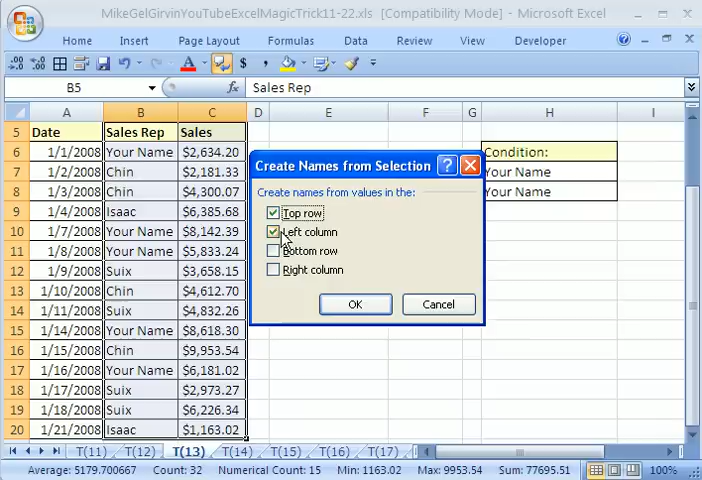 MikeGelGirvinYouTubeExcelMagicTrick11-22.xls [Compatibility Mode] - Microsoft Excel
Home Insert Page Layout Formulas Data Review View Developer
B5 Sales Rep
A B C D E F G H I
5 Date Sales Rep Sales
6 1/1/2008 Your Name $2,634.20 Condition:
7 1/2/2008 Chin $2,181.33 Your Name
8 1/3/2008 Chin $4,300.07 Your Name
9 1/4/2008 Isaac $6,385.68
10 1/7/2008 Your Name $8,142.39
11 1/8/2008 Your Name $5,833.24
12 1/9/2008 Suix $3,658.15
13 1/10/2008 Chin $4,612.70
14 1/11/2008 Suix $4,832.26
15 1/14/2008 Your Name $8,618.30
16 1/15/2008 Chin $9,953.54
17 1/16/2008 Your Name $6,181.02
18 1/17/2008 Suix $2,973.27
19 1/18/2008 Suix $6,226.34
20 1/21/2008 Isaac $1,163.02
Create Names from Selection
Create names from values in the:
Top row
Left column
Bottom row
Right column
OK Cancel
T(11) T(12) T(13) T(14) T(15) T(16) T(17)
Average: 5179.700667 Count: 32 Numerical Count: 15 Min: 1163.02 Max: 9953.54 Sum: 77695.51 100%